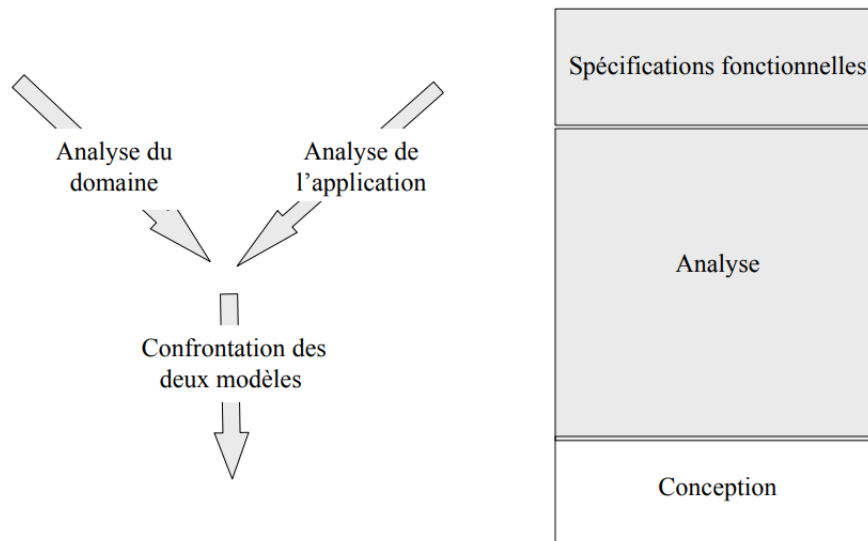 Spécifications fonctionnelles
Analyse du
domaine
Analyse de
l’application
Analyse
Confrontation des
deux modèles
Conception